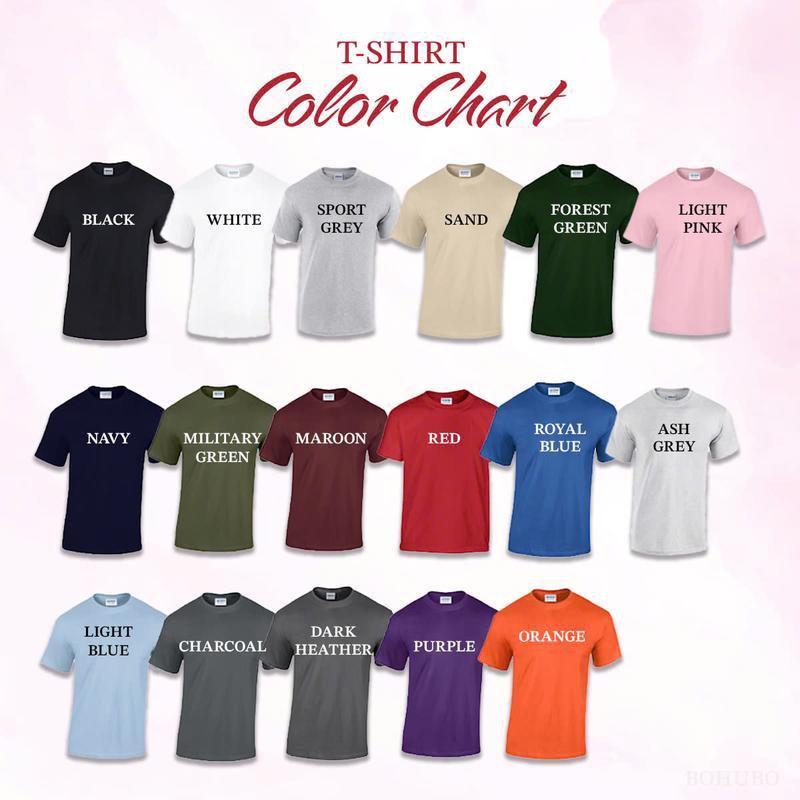 T-SHIRT
Color Chart
BLACK
WHITE
SPORT
GREY
SAND
FOREST
GREEN
LIGHT
PINK
NAVY
MILITARY
GREEN
MAROON
RED
ROYAL
BLUE
ASH
GREY
LIGHT
BLUE
CHARCOAL
DARK
HEATHER
PURPLE
ORANGE
BOHUBO